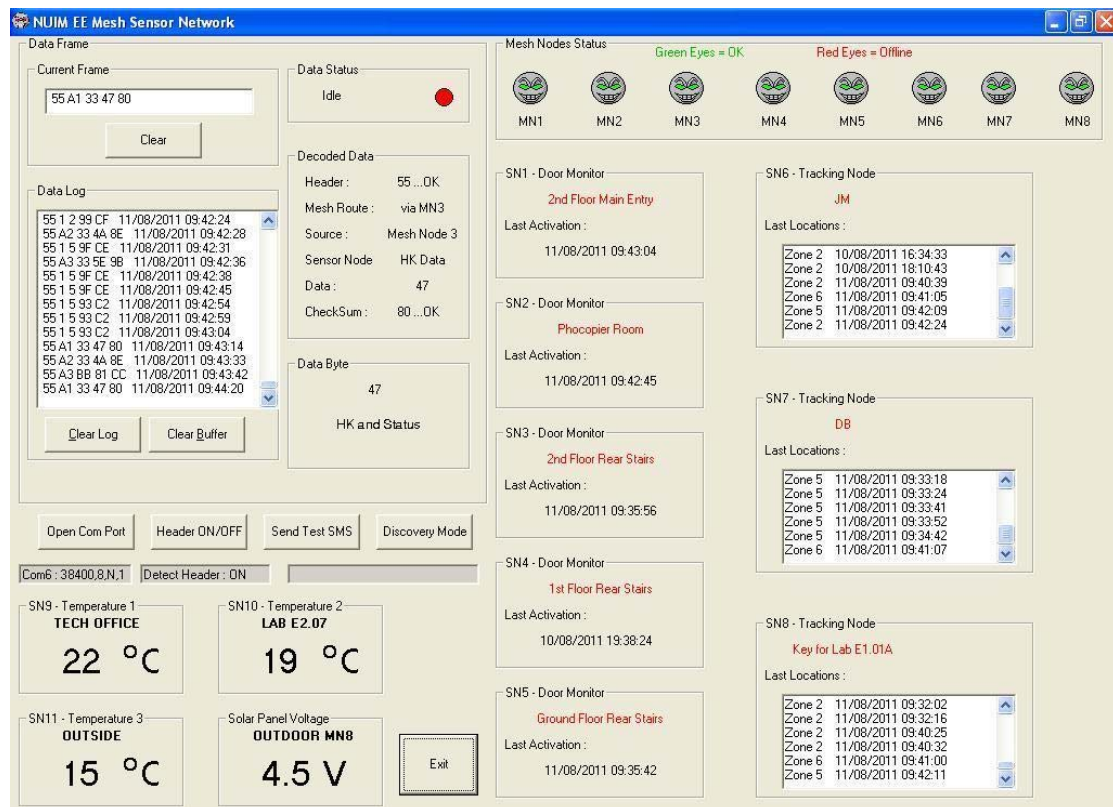 NUIM EE Mesh Sensor Network
Data Frame
Current Frame
55 A1 33 47 80
Clear
Data Status
Idle
Data Log
55 1 2 99 CF 11/08/2011 09:42:24
55 A2 33 4A 8E 11/08/2011 09:42:28
55 1 5 9F CE 11/08/2011 09:42:31
55 A3 33 5E 9B 11/08/2011 09:42:36
55 1 5 9F CE 11/08/2011 09:42:38
55 1 5 9F CE 11/08/2011 09:42:45
55 1 5 93 C2 11/08/2011 09:42:54
55 1 5 93 C2 11/08/2011 09:42:59
55 1 5 93 C2 11/08/2011 09:43:04
55 A1 33 47 80 11/08/2011 09:43:14
55 A2 33 4A 8E 11/08/2011 09:43:33
55 A3 BB 81 CC 11/08/2011 09:43:42
55 A1 33 47 80 11/08/2011 09:44:20
Clear Log
Clear Buffer
Decoded Data
Header : 55 ...OK
Mesh Route : via MN3
Source : Mesh Node 3
Sensor Node HK Data
Data : 47
CheckSum : 80 ...OK
Data Byte
47
HK and Status
Open Com Port
Header ON/OFF
Send Test SMS
Discovery Mode
Com6 : 38400,8,N,1
Detect Header : ON
SN9 - Temperature 1
TECH OFFICE
22 °C
SN10 - Temperature 2
LAB E2.07
19 °C
SN11 - Temperature 3
OUTSIDE
15 °C
Solar Panel Voltage
OUTDOOR MN8
4.5 V
Exit
Mesh Nodes Status
Green Eyes = OK
Red Eyes = Offline
MN1 MN2 MN3 MN4 MN5 MN6 MN7 MN8
SN1 - Door Monitor
2nd Floor Main Entry
Last Activation :
11/08/2011 09:43:04
SN2 - Door Monitor
Phocopier Room
Last Activation :
11/08/2011 09:42:45
SN3 - Door Monitor
2nd Floor Rear Stairs
Last Activation :
11/08/2011 09:35:56
SN4 - Door Monitor
1st Floor Rear Stairs
Last Activation :
10/08/2011 19:38:24
SN5 - Door Monitor
Ground Floor Rear Stairs
Last Activation :
11/08/2011 09:35:42
SN6 - Tracking Node
JM
Last Locations :
Zone 2 10/08/2011 16:34:33
Zone 2 10/08/2011 18:10:43
Zone 2 11/08/2011 09:40:39
Zone 6 11/08/2011 09:41:05
Zone 5 11/08/2011 09:42:09
Zone 2 11/08/2011 09:42:24
SN7 - Tracking Node
DB
Last Locations :
Zone 5 11/08/2011 09:33:18
Zone 5 11/08/2011 09:33:24
Zone 5 11/08/2011 09:33:41
Zone 5 11/08/2011 09:33:52
Zone 5 11/08/2011 09:34:42
Zone 6 11/08/2011 09:41:07
SN8 - Tracking Node
Key for Lab E1.01A
Last Locations :
Zone 2 11/08/2011 09:32:02
Zone 2 11/08/2011 09:32:16
Zone 2 11/08/2011 09:40:25
Zone 2 11/08/2011 09:40:32
Zone 6 11/08/2011 09:41:00
Zone 5 11/08/2011 09:42:11